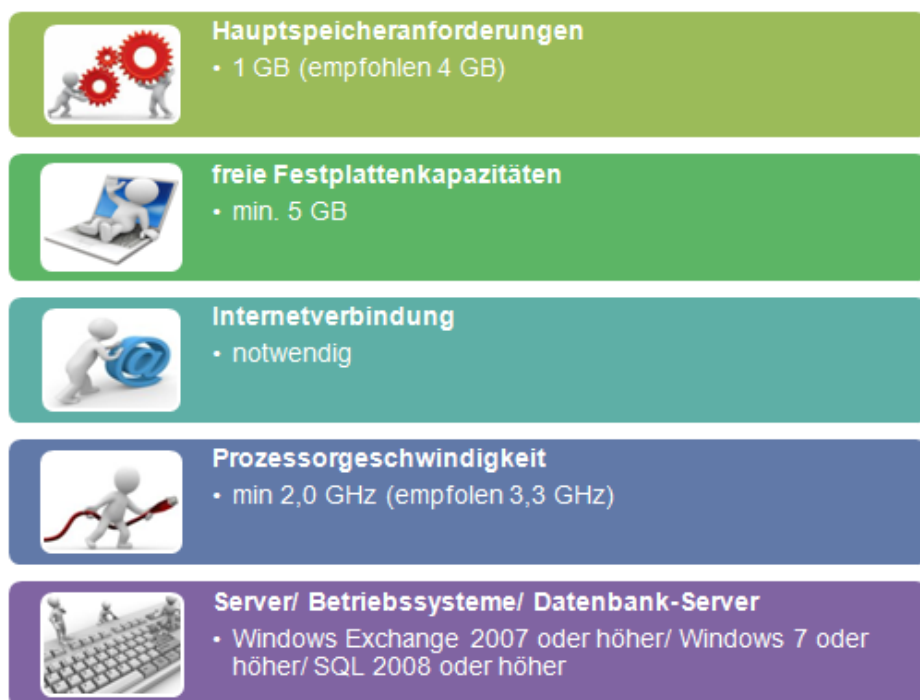 Hauptspeicheranforderungen
• 1 GB (empfohlen 4 GB)
freie Festplattenkapazitäten
• min. 5 GB
Internetverbindung
• notwendig
Prozessorgeschwindigkeit
• min 2,0 GHz (empfolen 3,3 GHz)
Server/ Betriebssysteme/ Datenbank-Server
• Windows Exchange 2007 oder höher/ Windows 7 oder
höher/ SQL 2008 oder höher